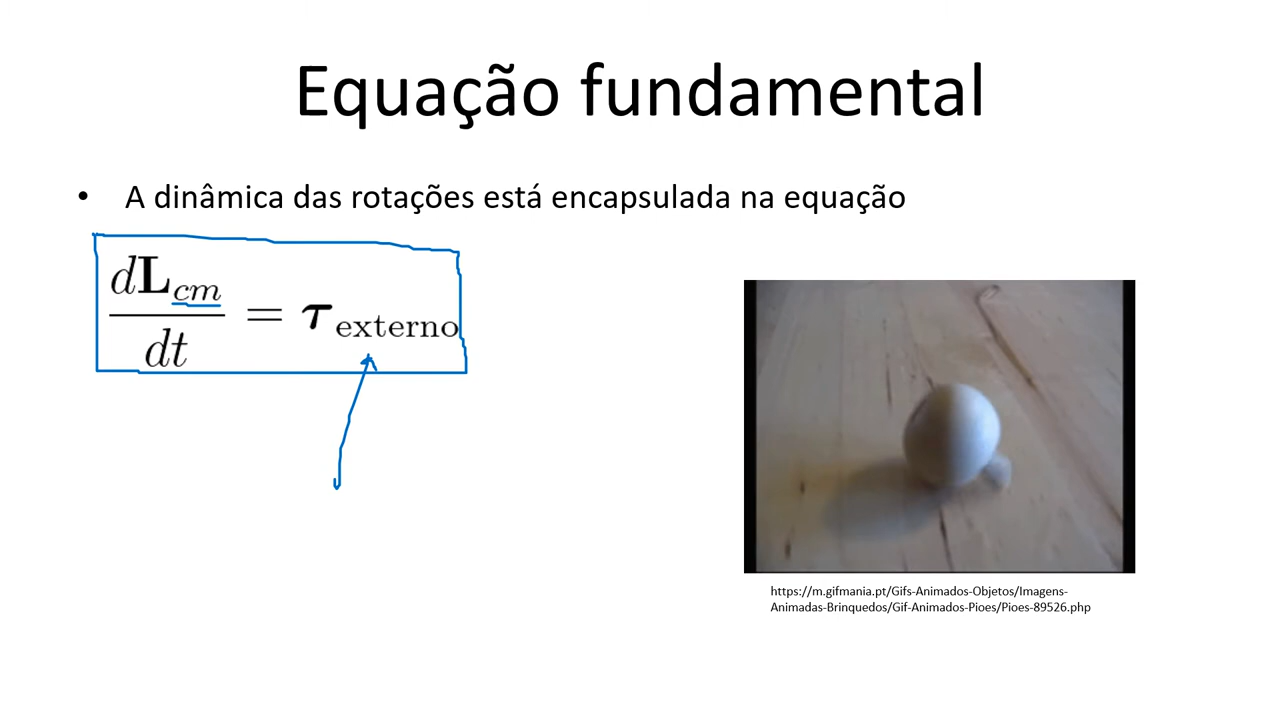 Equação fundamental
• A dinâmica das rotações está encapsulada na equação
d𝐋_cm/dt = 𝛕_externo
https://m.gifmania.pt/Gifs-Animados-Objetos/Imagens-
Animadas-Brinquedos/Gif-Animados-Pioes/Pioes-89526.php